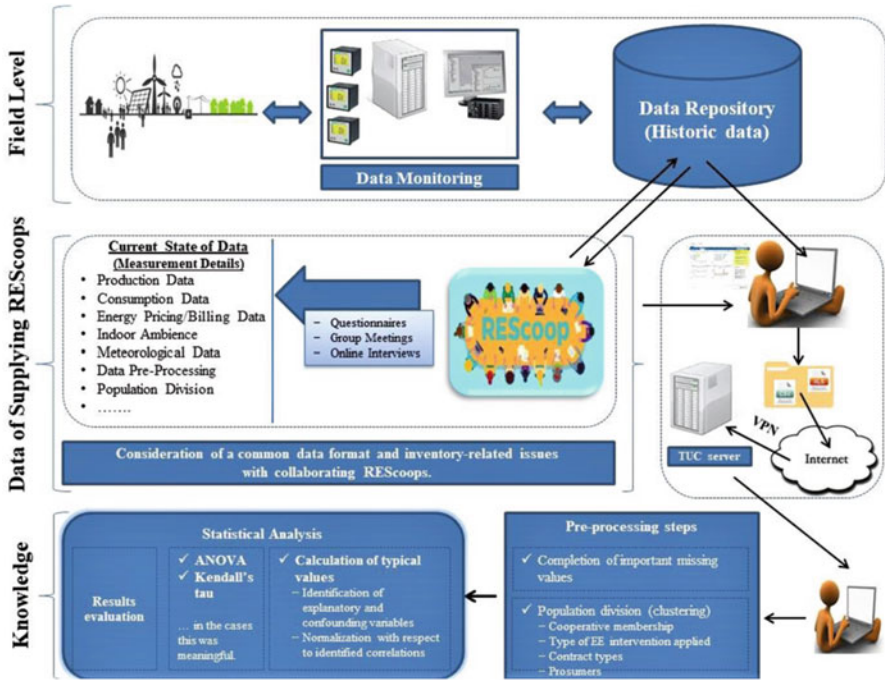 Field Level
Data Monitoring
Data Repository
(Historic data)
Data of Supplying REScoops
Current State of Data
(Measurement Details)
• Production Data
• Consumption Data
• Energy Pricing/Billing Data
• Indoor Ambience
• Meteorological Data
• Data Pre-Processing
• Population Division
• …….
– Questionnaires
– Group Meetings
– Online Interviews
REScoop
Consideration of a common data format and inventory-related issues
with collaborating REScoops.
VPN
TUC server
Internet
Knowledge
Statistical Analysis
Results
evaluation
✓ ANOVA
✓ Kendall's
tau
… in the cases
this was
meaningful.
✓ Calculation of typical
values
– Identification of
explanatory and
confounding variables
– Normalization with respect
to identified correlations
Pre-processing steps
✓ Completion of important missing
values
✓ Population division (clustering)
– Cooperative membership
– Type of EE intervention applied
– Contract types
– Prosumers